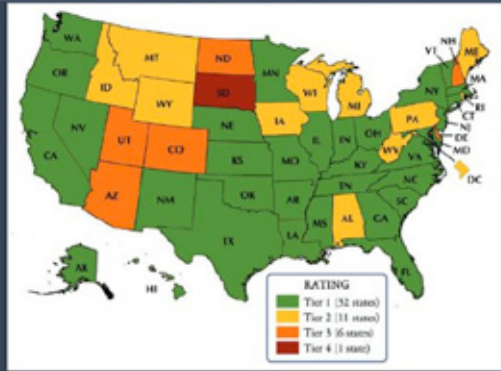 WA
OR
CA
NV
ID
MT
WY
UT
CO
AZ
NM
ND
SD
NE
KS
OK
TX
MN
IA
MO
AR
LA
WI
IL
MI
IN
OH
KY
TN
MS
AL
GA
FL
SC
NC
VA
WV
PA
NY
VT
NH
ME
MA
RI
CT
NJ
DE
MD
DC
AK
HI
RATING
Tier 1 (32 states)
Tier 2 (11 states)
Tier 3 (6 states)
Tier 4 (1 state)